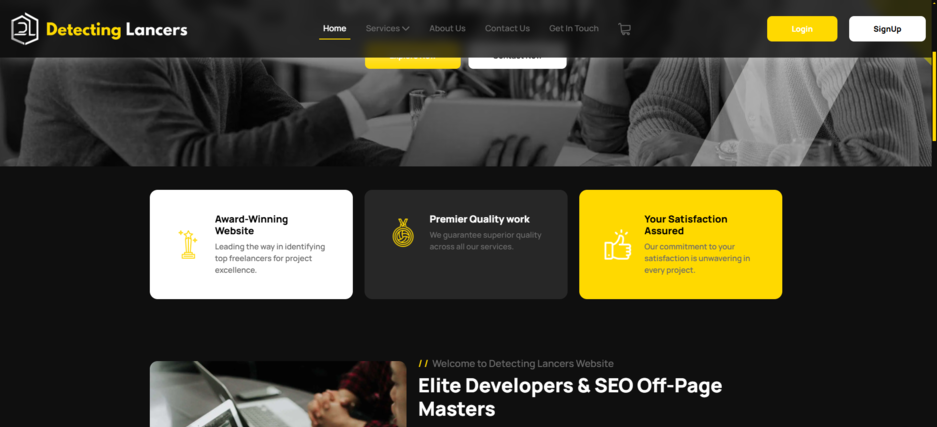 Detecting Lancers
Home
Services
About Us
Contact Us
Get In Touch
Login
SignUp
Award-Winning
Website
Leading the way in identifying
top freelancers for project
excellence.
Premier Quality work
We guarantee superior quality
across all our services.
Your Satisfaction
Assured
Our commitment to your
satisfaction is unwavering in
every project.
// Welcome to Detecting Lancers Website
Elite Developers & SEO Off-Page
Masters